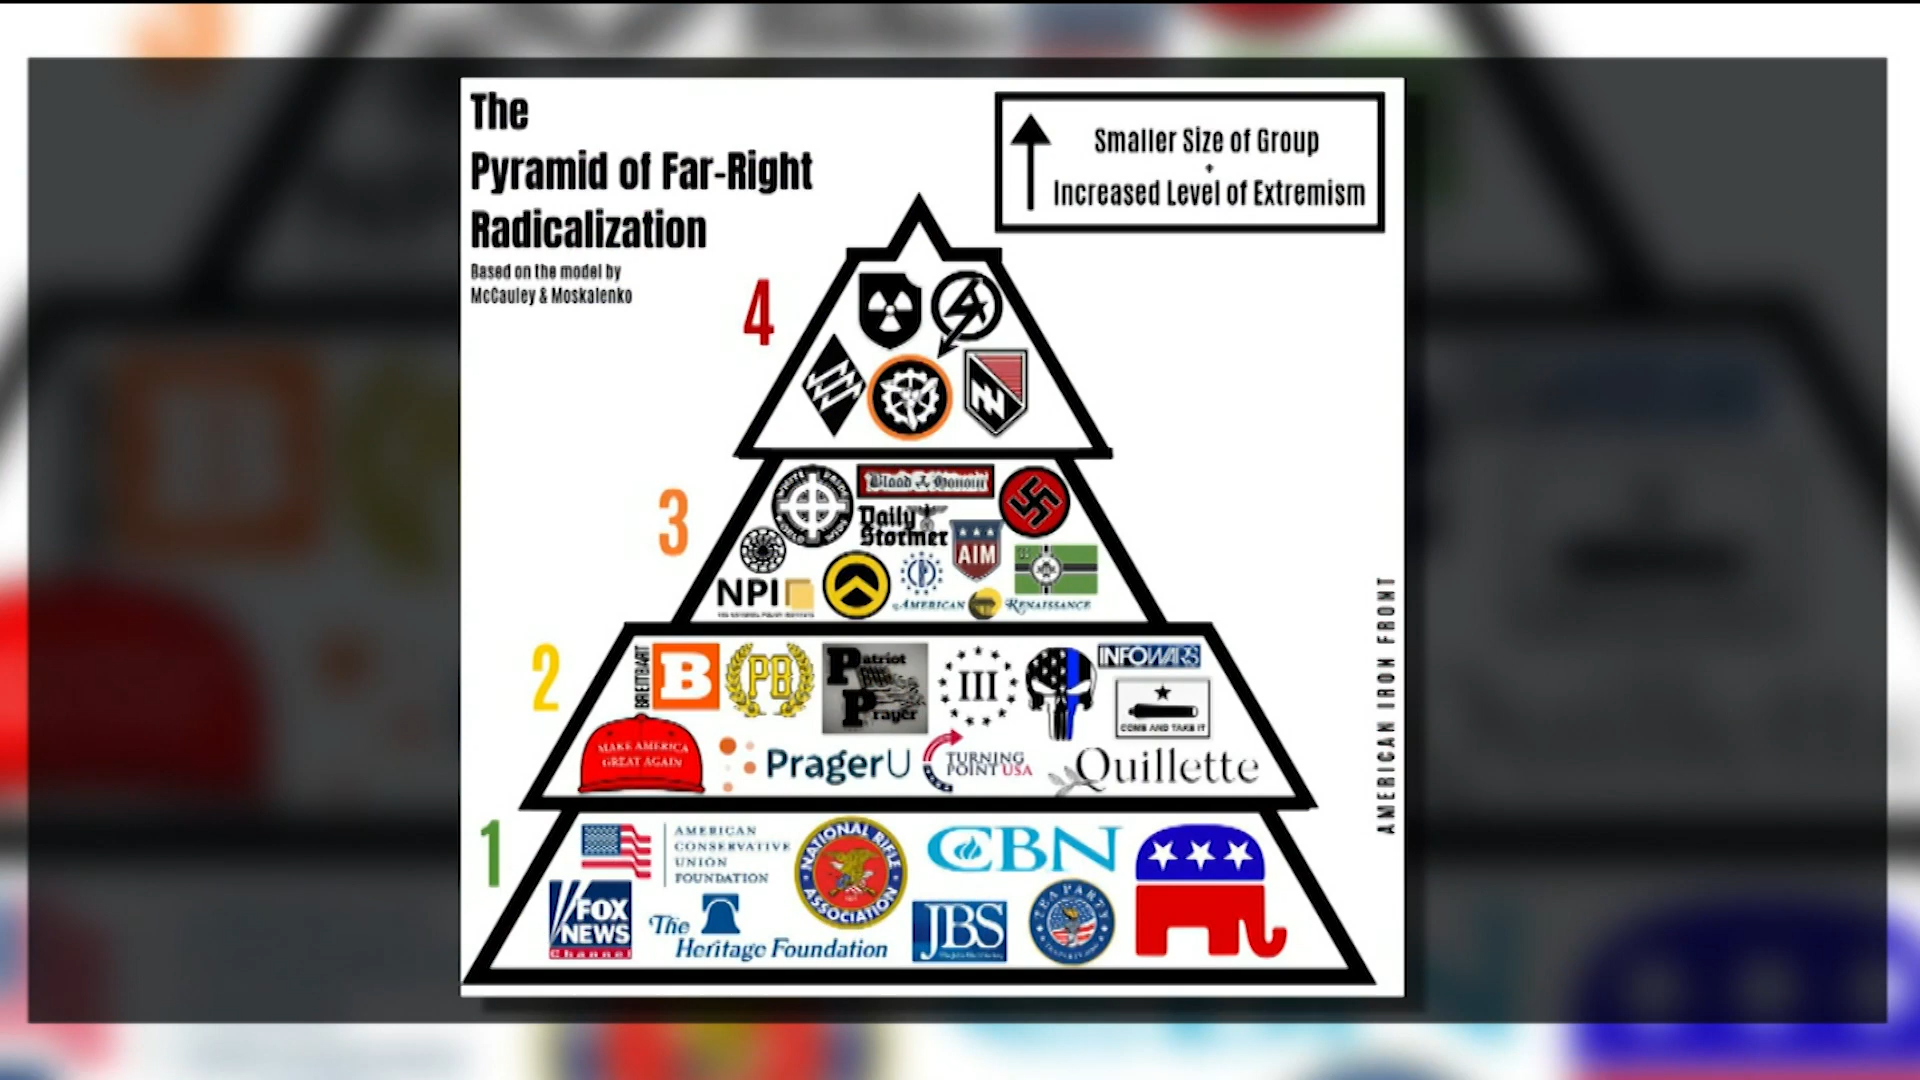 The
Pyramid of Far-Right
Radicalization
Based on the model by
McCauley & Moskalenko
Smaller Size of Group
+
Increased Level of Extremism
4
3
Blood & Honour
Daily
Stormer
AIM
NPI
AMERICAN RENAISSANCE
2
BREITBART
B
PB
Patriot
Prayer
III
INFOWARS
COME AND TAKE IT
MAKE AMERICA
GREAT AGAIN
PragerU
TURNING
POINT USA
Quillette
1
AMERICAN
CONSERVATIVE
UNION
FOUNDATION
NATIONAL RIFLE
ASSOCIATION
CBN
FOX
NEWS
Channel
The
Heritage Foundation
JBS
TEA PARTY
AMERICAN IRON FRONT